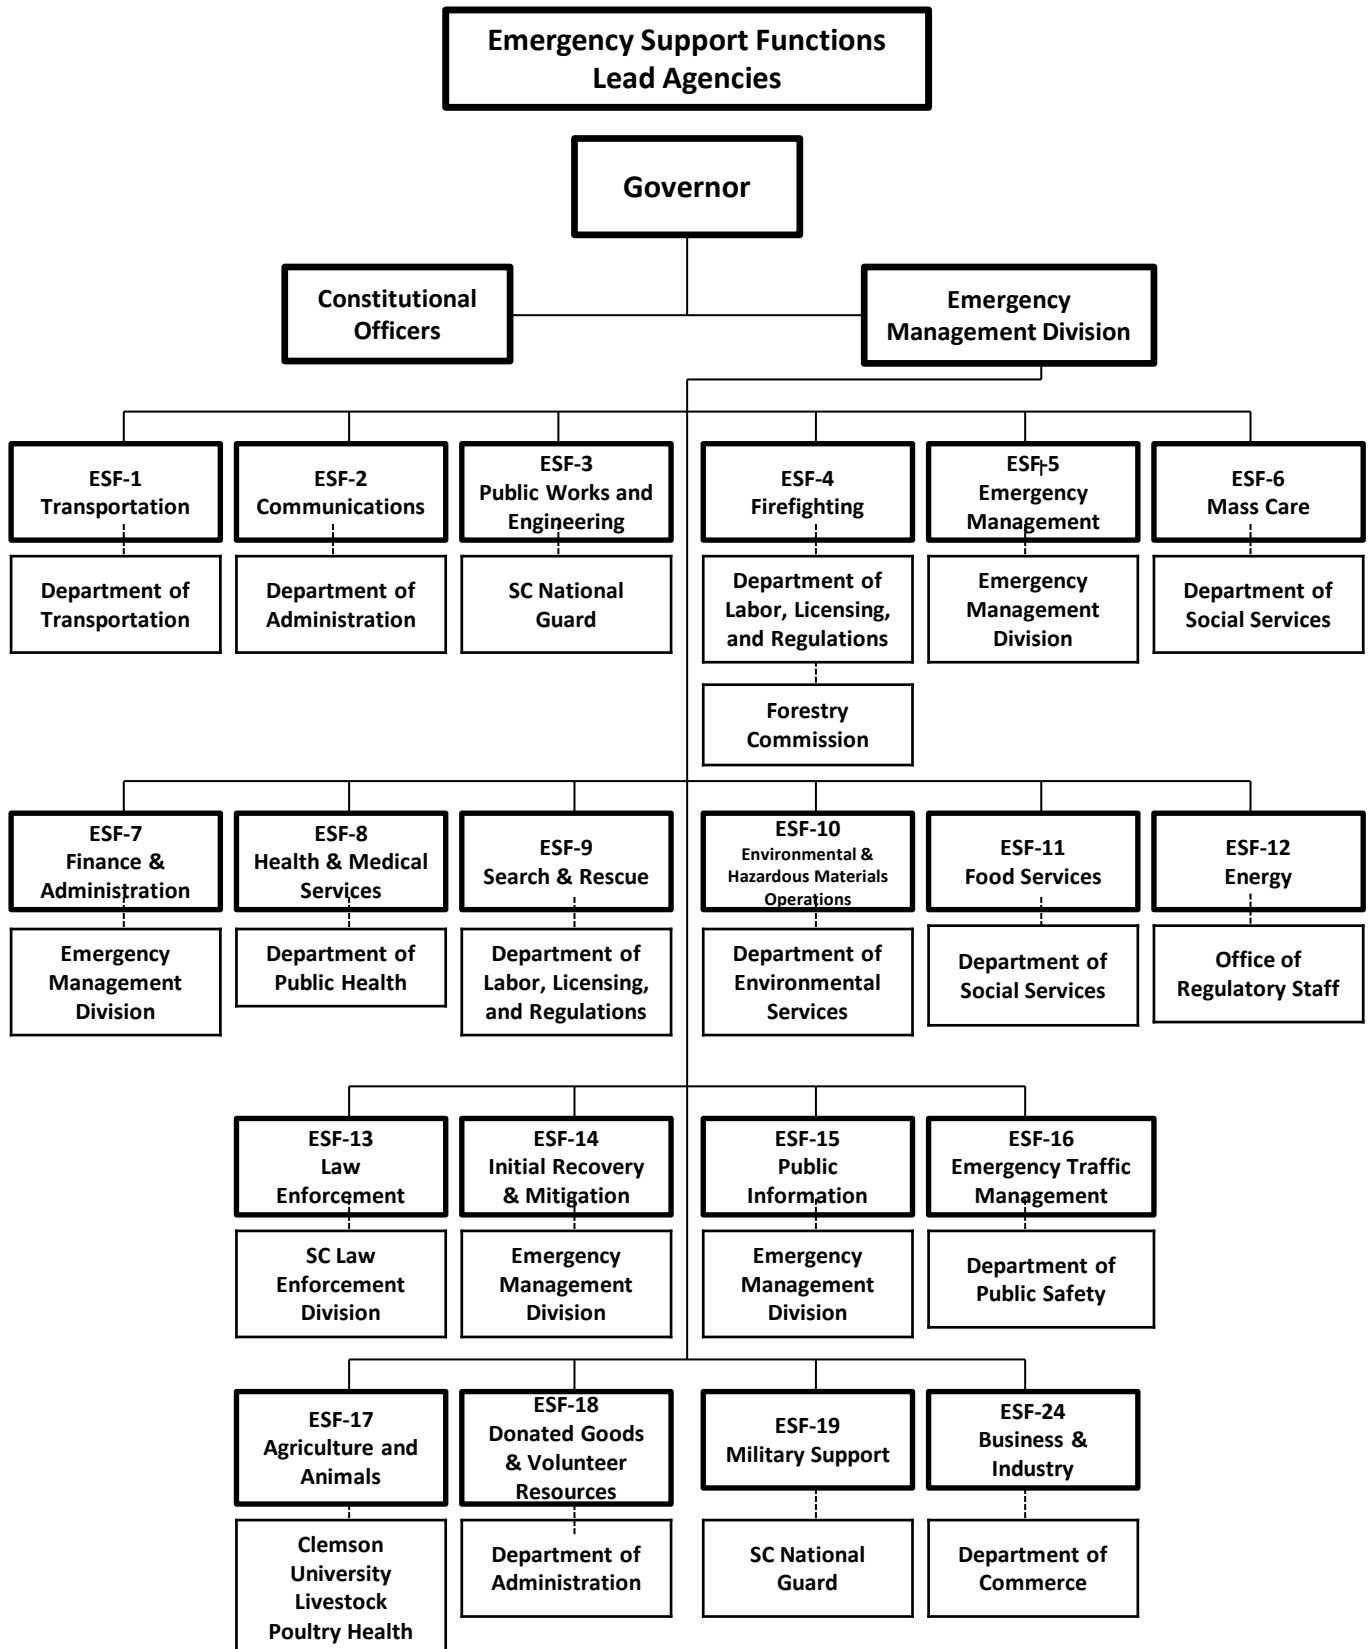 Emergency Support Functions
Lead Agencies
Governor
Constitutional
Officers
Emergency
Management Division
ESF-1
Transportation
ESF-2
Communications
ESF-3
Public Works and
Engineering
ESF-4
Firefighting
ESF-5
Emergency
Management
ESF-6
Mass Care
Department of
Transportation
Department of
Administration
SC National
Guard
Department of
Labor, Licensing,
and Regulations
Emergency
Management
Division
Department of
Social Services
Forestry
Commission
ESF-7
Finance &
Administration
ESF-8
Health & Medical
Services
ESF-9
Search & Rescue
ESF-10
Environmental &
Hazardous Materials
Operations
ESF-11
Food Services
ESF-12
Energy
Emergency
Management
Division
Department of
Public Health
Department of
Labor, Licensing,
and Regulations
Department of
Environmental
Services
Department of
Social Services
Office of
Regulatory Staff
ESF-13
Law
Enforcement
ESF-14
Initial Recovery
& Mitigation
ESF-15
Public
Information
ESF-16
Emergency Traffic
Management
SC Law
Enforcement
Division
Emergency
Management
Division
Emergency
Management
Division
Department of
Public Safety
ESF-17
Agriculture and
Animals
ESF-18
Donated Goods
& Volunteer
Resources
ESF-19
Military Support
ESF-24
Business &
Industry
Clemson
University
Livestock
Poultry Health
Department of
Administration
SC National
Guard
Department of
Commerce